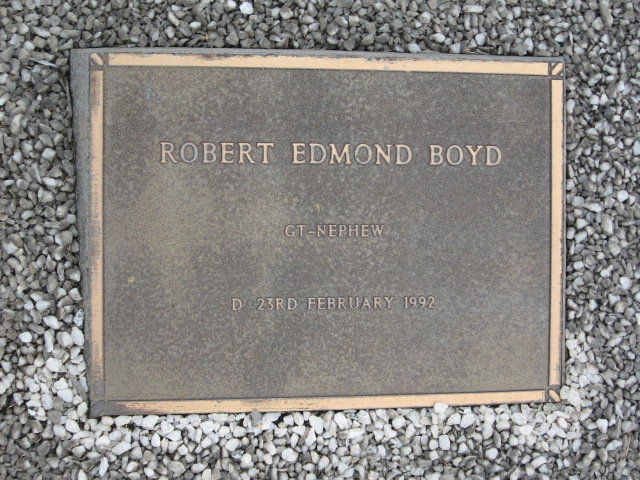 ROBERT EDMOND BOYD
GT-NEPHEW
D. 23RD FEBRUARY 1992